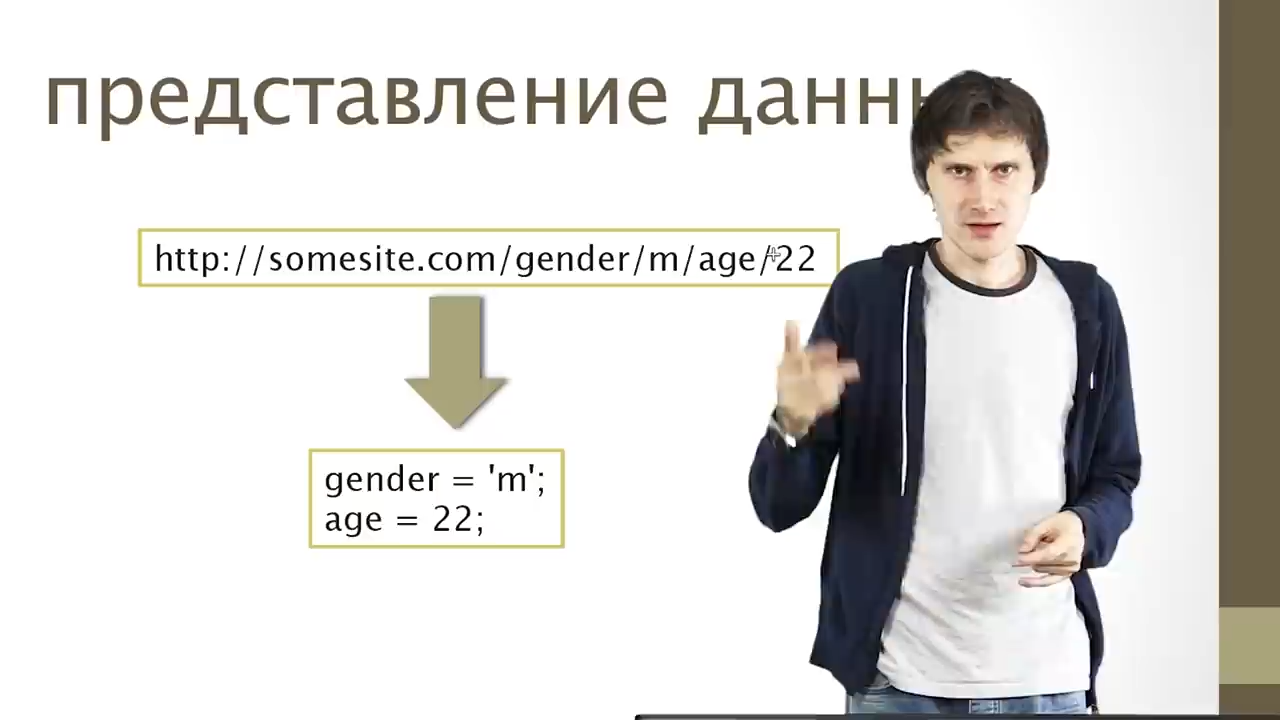 представление
http://somesite.com/gender/m/age/22
gender = 'm';
age = 22;